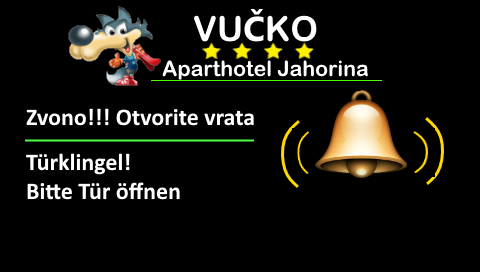 VUČKO
Aparthotel Jahorina
Zvono!!! Otvorite vrata
Türklingel!
Bitte Tür öffnen